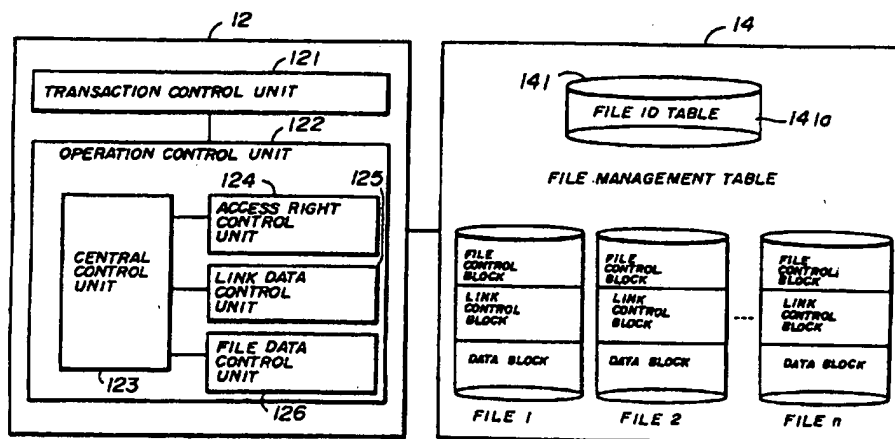 12
121
TRANSACTION CONTROL UNIT
122
OPERATION CONTROL UNIT
125
124
ACCESS RIGHT
CONTROL
UNIT
CENTRAL
CONTROL
UNIT
LINK DATA
CONTROL
UNIT
FILE DATA
CONTROL
UNIT
123
126
14
141
FILE ID TABLE
141a
FILE MANAGEMENT TABLE
FILE
CONTROL
BLOCK
LINK
CONTROL
BLOCK
DATA BLOCK
FILE 1
FILE
CONTROL
BLOCK
LINK
CONTROL
BLOCK
DATA BLOCK
FILE 2
FILE
CONTROL
BLOCK
LINK
CONTROL
BLOCK
DATA BLOCK
FILE n